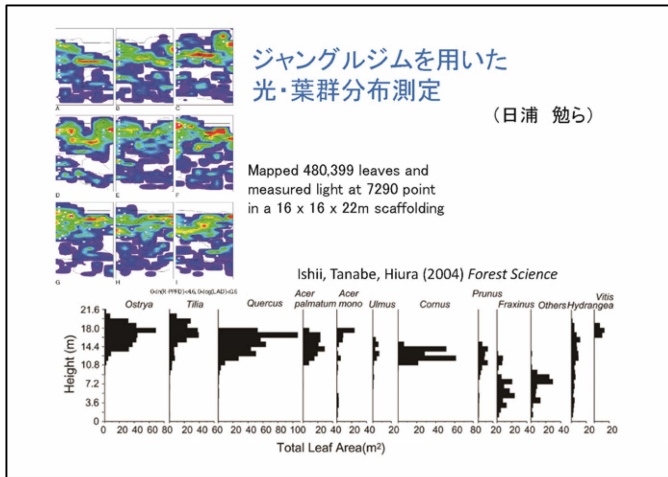 ジャングルジムを用いた
光・葉群分布測定
(日浦 勉ら)
A B C
D E F
G H I
Mapped 480,399 leaves and
measured light at 7290 point
in a 16 x 16 x 22m scaffolding
Ishii, Tanabe, Hiura (2004) Forest Science
Ostrya Tilia Quercus Acer palmatum Acer mono Ulmus Cornus Prunus Fraxinus Others Hydrangea Vitis
Height (m)
21.6
18.0
14.4
10.8
7.2
3.6
0
0 20 40 60 80 20 40 60 20 40 60 80 100 20 40 20 40 20 40 20 40 60 80 20 20 40 20 40 20 40 20
Total Leaf Area(m²)